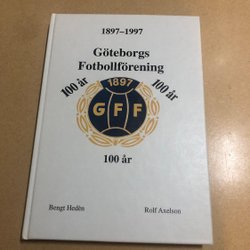 1897-1997
Göteborgs
Fotbollförening
100 år
100 år
1897
GFF
100 år
Bengt Hedén
Rolf Axelson